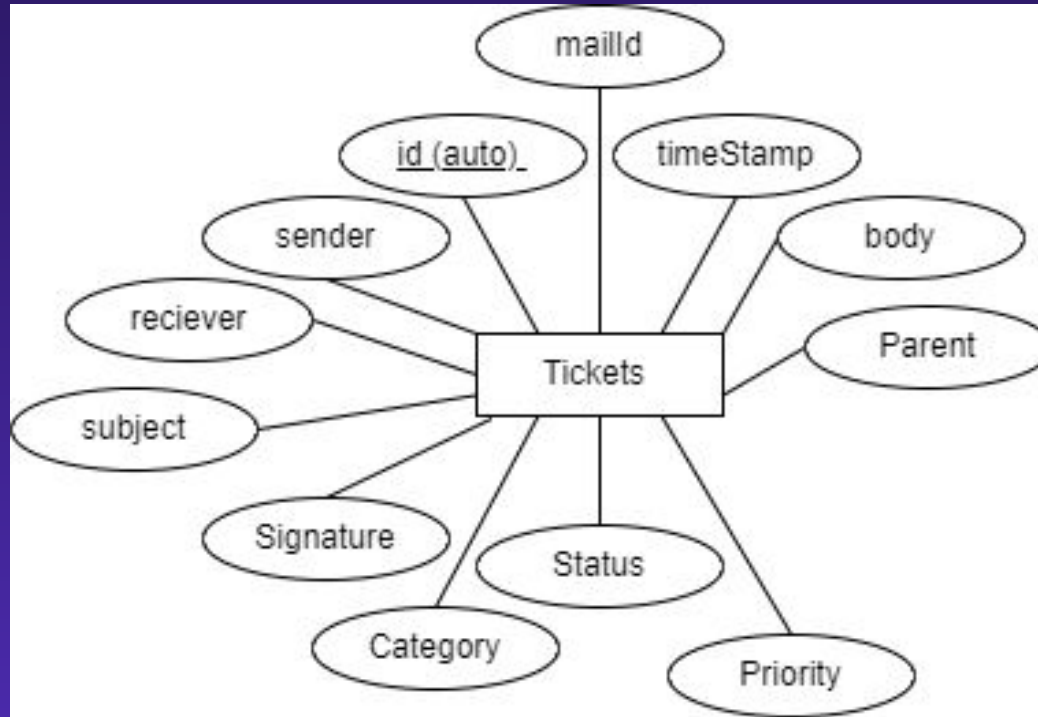 mailId
id (auto)
timeStamp
sender
body
reciever
Parent
Tickets
subject
Signature
Status
Category
Priority